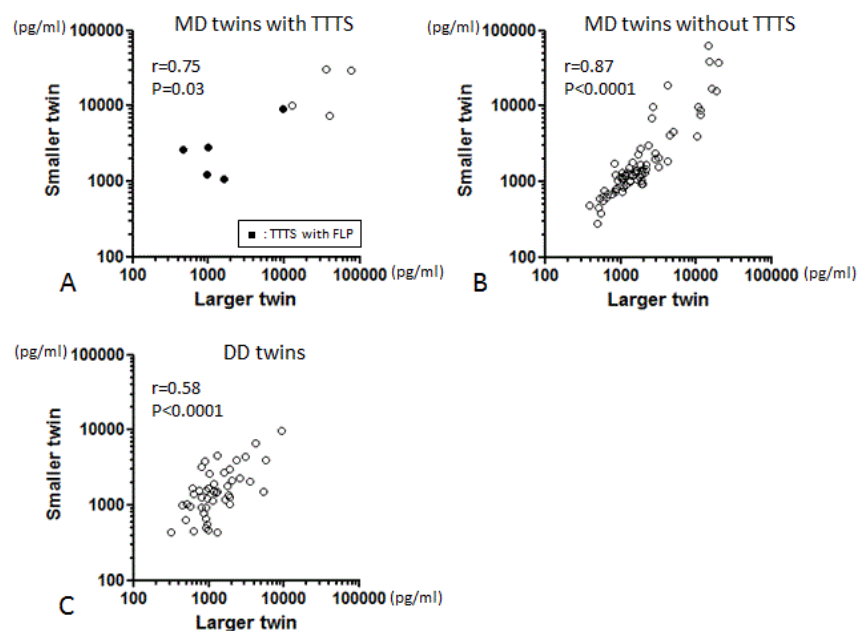 MD twins with TTTS
(pg/ml)
r=0.75
P=0.03
Smaller twin
100000
10000
1000
100
■ : TTTS with FLP
100 1000 10000 100000 (pg/ml)
Larger twin
A
MD twins without TTTS
(pg/ml)
r=0.87
P<0.0001
Smaller twin
100000
10000
1000
100
100 1000 10000 100000 (pg/ml)
Larger twin
B
DD twins
(pg/ml)
r=0.58
P<0.0001
Smaller twin
100000
10000
1000
100
100 1000 10000 100000 (pg/ml)
Larger twin
C